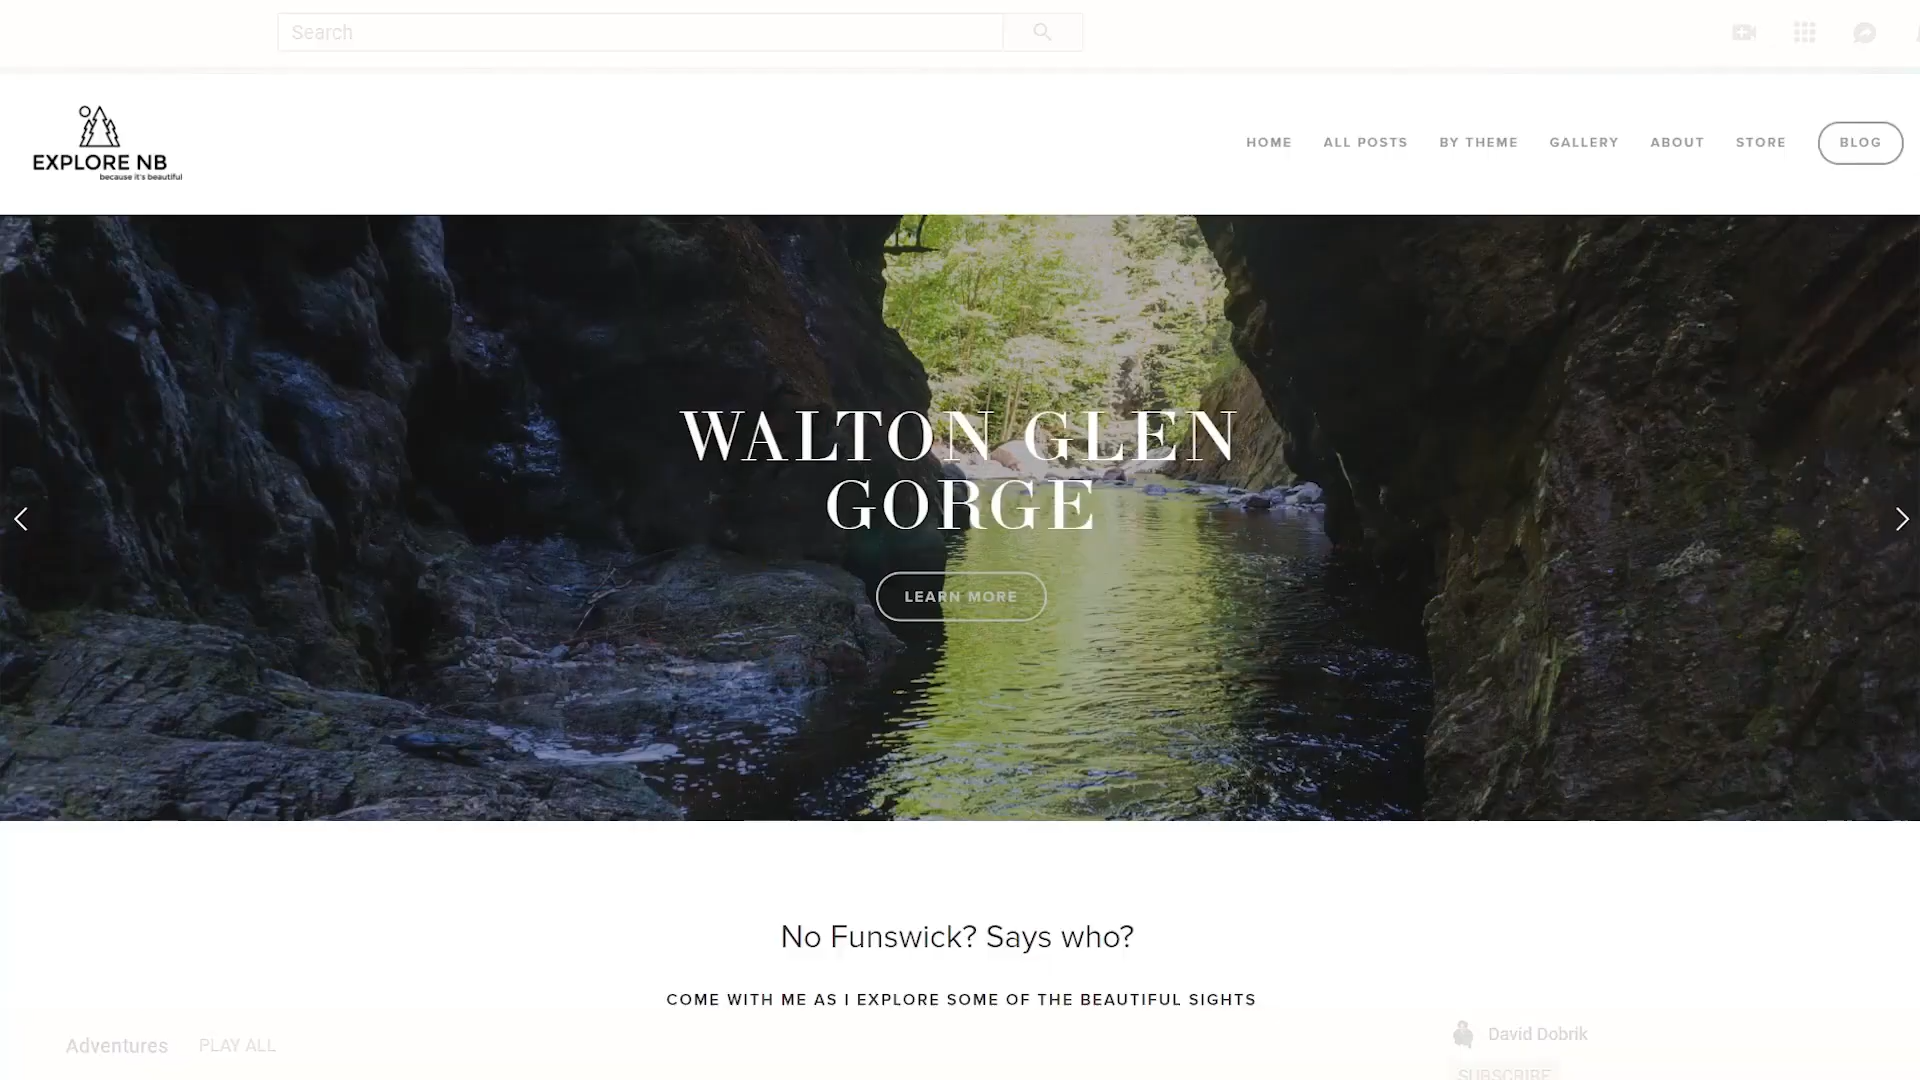 Search
EXPLORE NB
because it's beautiful
HOME ALL POSTS BY THEME GALLERY ABOUT STORE BLOG
WALTON GLEN
GORGE
LEARN MORE
No Funswick? Says who?
COME WITH ME AS I EXPLORE SOME OF THE BEAUTIFUL SIGHTS
Adventures PLAY ALL
David Dobrik
SUBSCRIBE